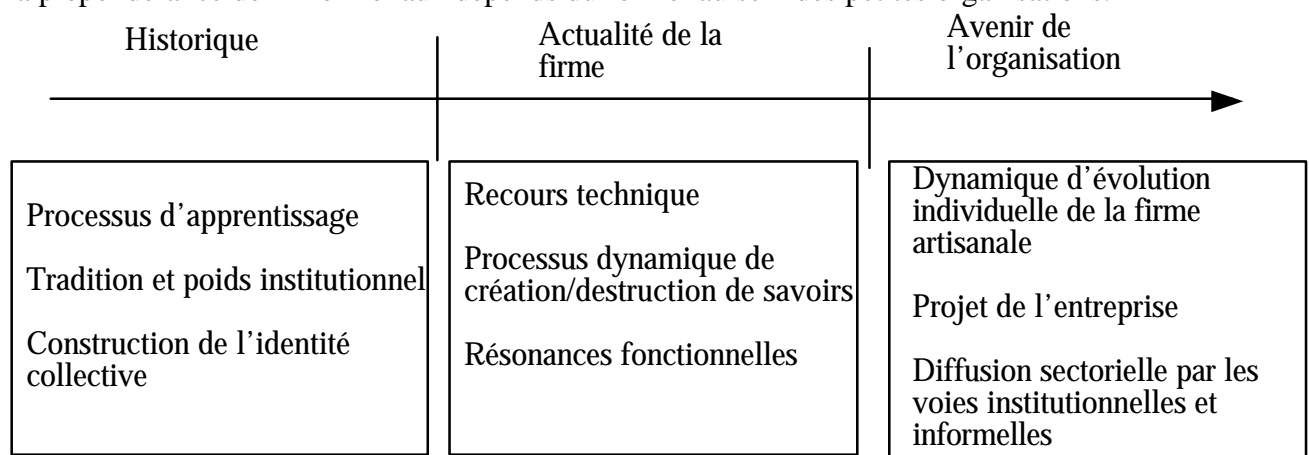 Historique
Actualité de la
firme
Avenir de
l’organisation
Processus d’apprentissage
Tradition et poids institutionnel
Construction de l’identité
collective
Recours technique
Processus dynamique de
création/destruction de savoirs
Résonances fonctionnelles
Dynamique d’évolution
individuelle de la firme
artisanale
Projet de l’entreprise
Diffusion sectorielle par les
voies institutionnelles et
informelles